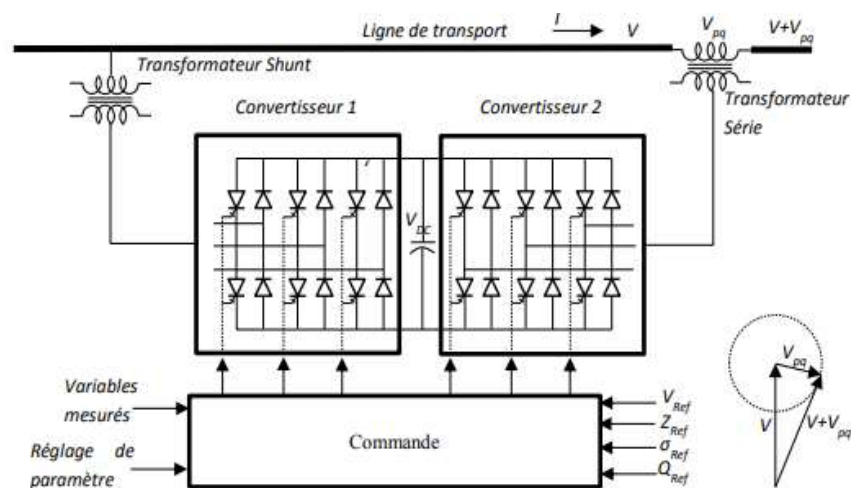 Ligne de transport
I
V
V_pq
V+V_pq
Transformateur Shunt
Transformateur
Série
Convertisseur 1
Convertisseur 2
V_DC
Variables
mesurés
Réglage de
paramètre
Commande
V_Ref
Z_Ref
σ_Ref
Q_Ref
V_pq
V
V+V_pq